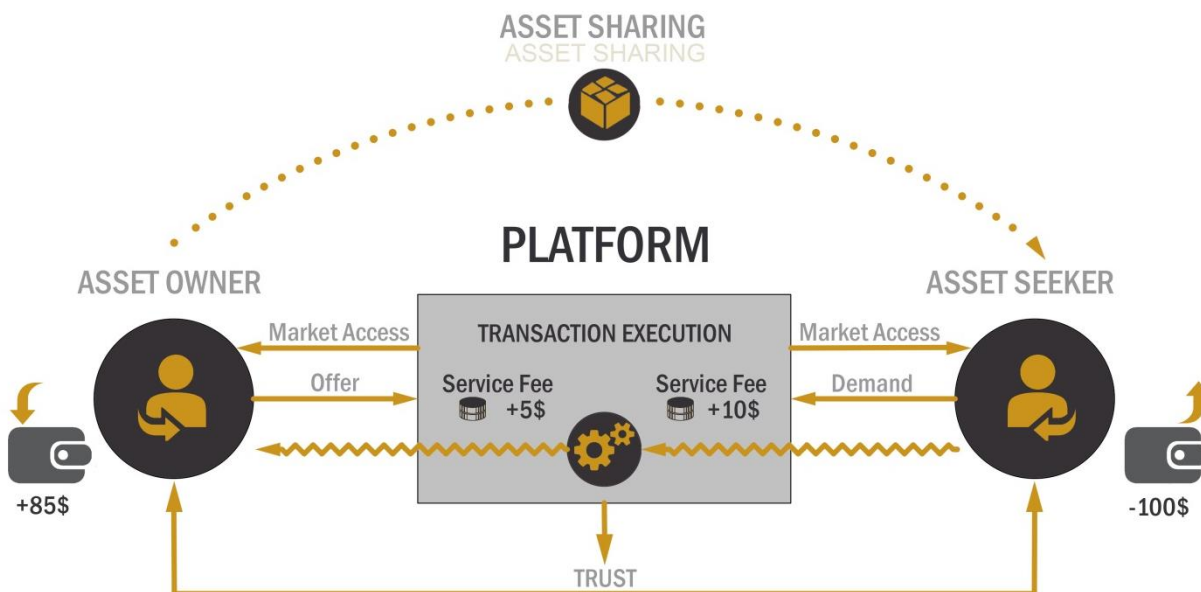 ASSET SHARING
ASSET SHARING
PLATFORM
ASSET OWNER
ASSET SEEKER
Market Access
TRANSACTION EXECUTION
Market Access
Offer
Service Fee
+5$
Service Fee
+10$
Demand
+85$
-100$
TRUST